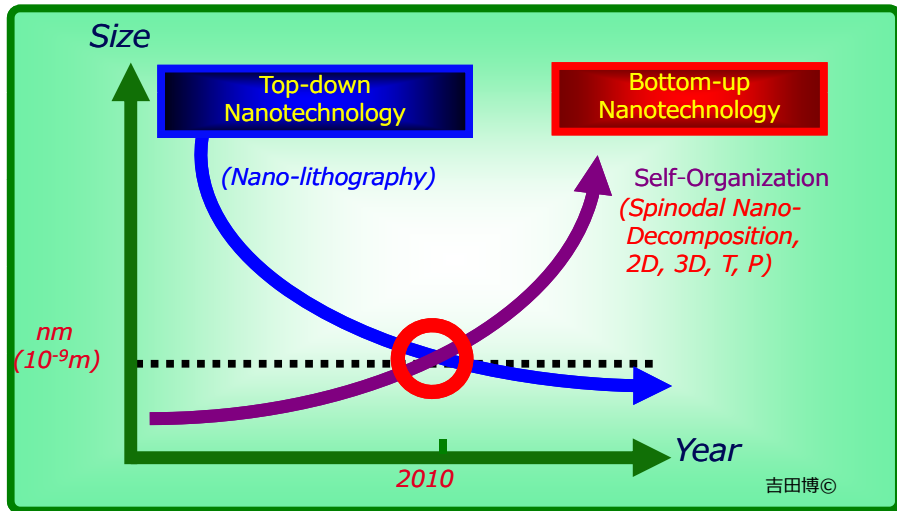 Size
Top-down
Nanotechnology
Bottom-up
Nanotechnology
(Nano-lithography)
Self-Organization
(Spinodal Nano-
Decomposition,
2D, 3D, T, P)
nm
(10⁻⁹m)
Year
2010
吉田博©